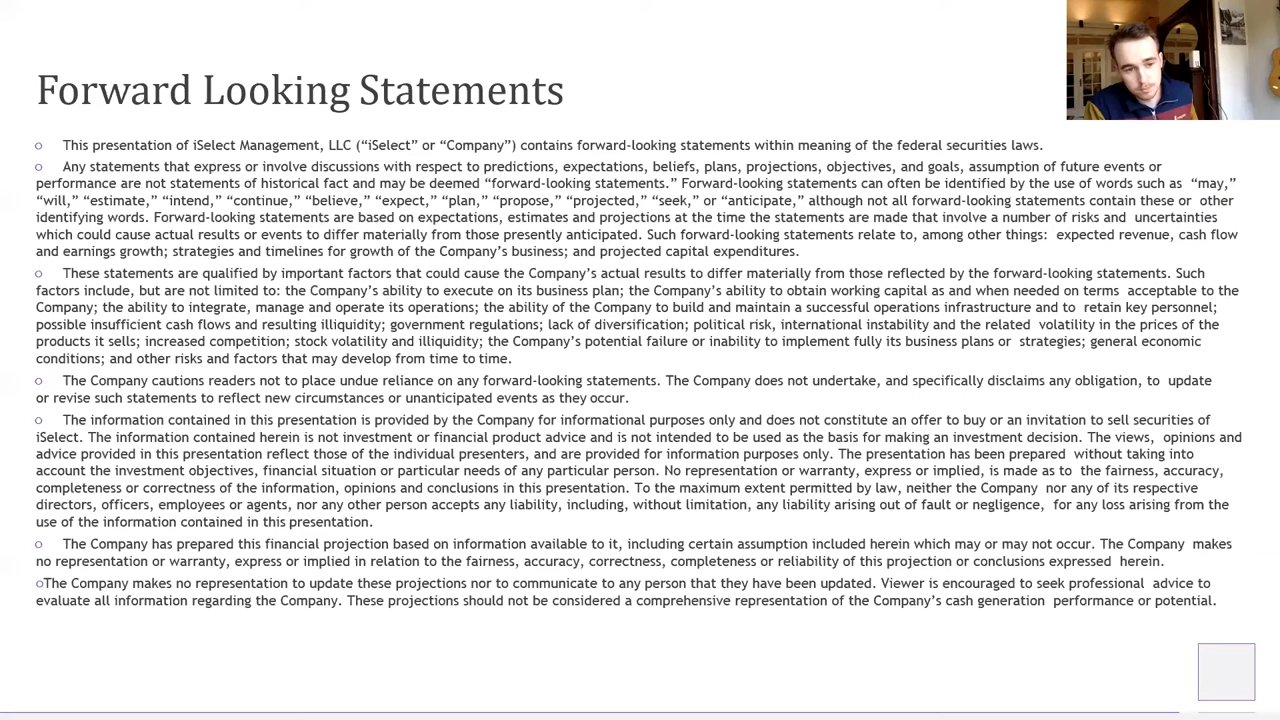 Forward Looking Statements
○ This presentation of iSelect Management, LLC (“iSelect” or “Company”) contains forward-looking statements within meaning of the federal securities laws.
○ Any statements that express or involve discussions with respect to predictions, expectations, beliefs, plans, projections, objectives, and goals, assumption of future events or
performance are not statements of historical fact and may be deemed “forward-looking statements.” Forward-looking statements can often be identified by the use of words such as “may,”
“will,” “estimate,” “intend,” “continue,” “believe,” “expect,” “plan,” “propose,” “projected,” “seek,” or “anticipate,” although not all forward-looking statements contain these or other
identifying words. Forward-looking statements are based on expectations, estimates and projections at the time the statements are made that involve a number of risks and uncertainties
which could cause actual results or events to differ materially from those presently anticipated. Such forward-looking statements relate to, among other things: expected revenue, cash flow
and earnings growth; strategies and timelines for growth of the Company’s business; and projected capital expenditures.
○ These statements are qualified by important factors that could cause the Company’s actual results to differ materially from those reflected by the forward-looking statements. Such
factors include, but are not limited to: the Company’s ability to execute on its business plan; the Company’s ability to obtain working capital as and when needed on terms acceptable to the
Company; the ability to integrate, manage and operate its operations; the ability of the Company to build and maintain a successful operations infrastructure and to retain key personnel;
possible insufficient cash flows and resulting illiquidity; government regulations; lack of diversification; political risk, international instability and the related volatility in the prices of the
products it sells; increased competition; stock volatility and illiquidity; the Company’s potential failure or inability to implement fully its business plans or strategies; general economic
conditions; and other risks and factors that may develop from time to time.
○ The Company cautions readers not to place undue reliance on any forward-looking statements. The Company does not undertake, and specifically disclaims any obligation, to update
or revise such statements to reflect new circumstances or unanticipated events as they occur.
○ The information contained in this presentation is provided by the Company for informational purposes only and does not constitute an offer to buy or an invitation to sell securities of
iSelect. The information contained herein is not investment or financial product advice and is not intended to be used as the basis for making an investment decision. The views, opinions and
advice provided in this presentation reflect those of the individual presenters, and are provided for information purposes only. The presentation has been prepared without taking into
account the investment objectives, financial situation or particular needs of any particular person. No representation or warranty, express or implied, is made as to the fairness, accuracy,
completeness or correctness of the information, opinions and conclusions in this presentation. To the maximum extent permitted by law, neither the Company nor any of its respective
directors, officers, employees or agents, nor any other person accepts any liability, including, without limitation, any liability arising out of fault or negligence, for any loss arising from the
use of the information contained in this presentation.
○ The Company has prepared this financial projection based on information available to it, including certain assumption included herein which may or may not occur. The Company makes
no representation or warranty, express or implied in relation to the fairness, accuracy, correctness, completeness or reliability of this projection or conclusions expressed herein.
○The Company makes no representation to update these projections nor to communicate to any person that they have been updated. Viewer is encouraged to seek professional advice to
evaluate all information regarding the Company. These projections should not be considered a comprehensive representation of the Company’s cash generation performance or potential.